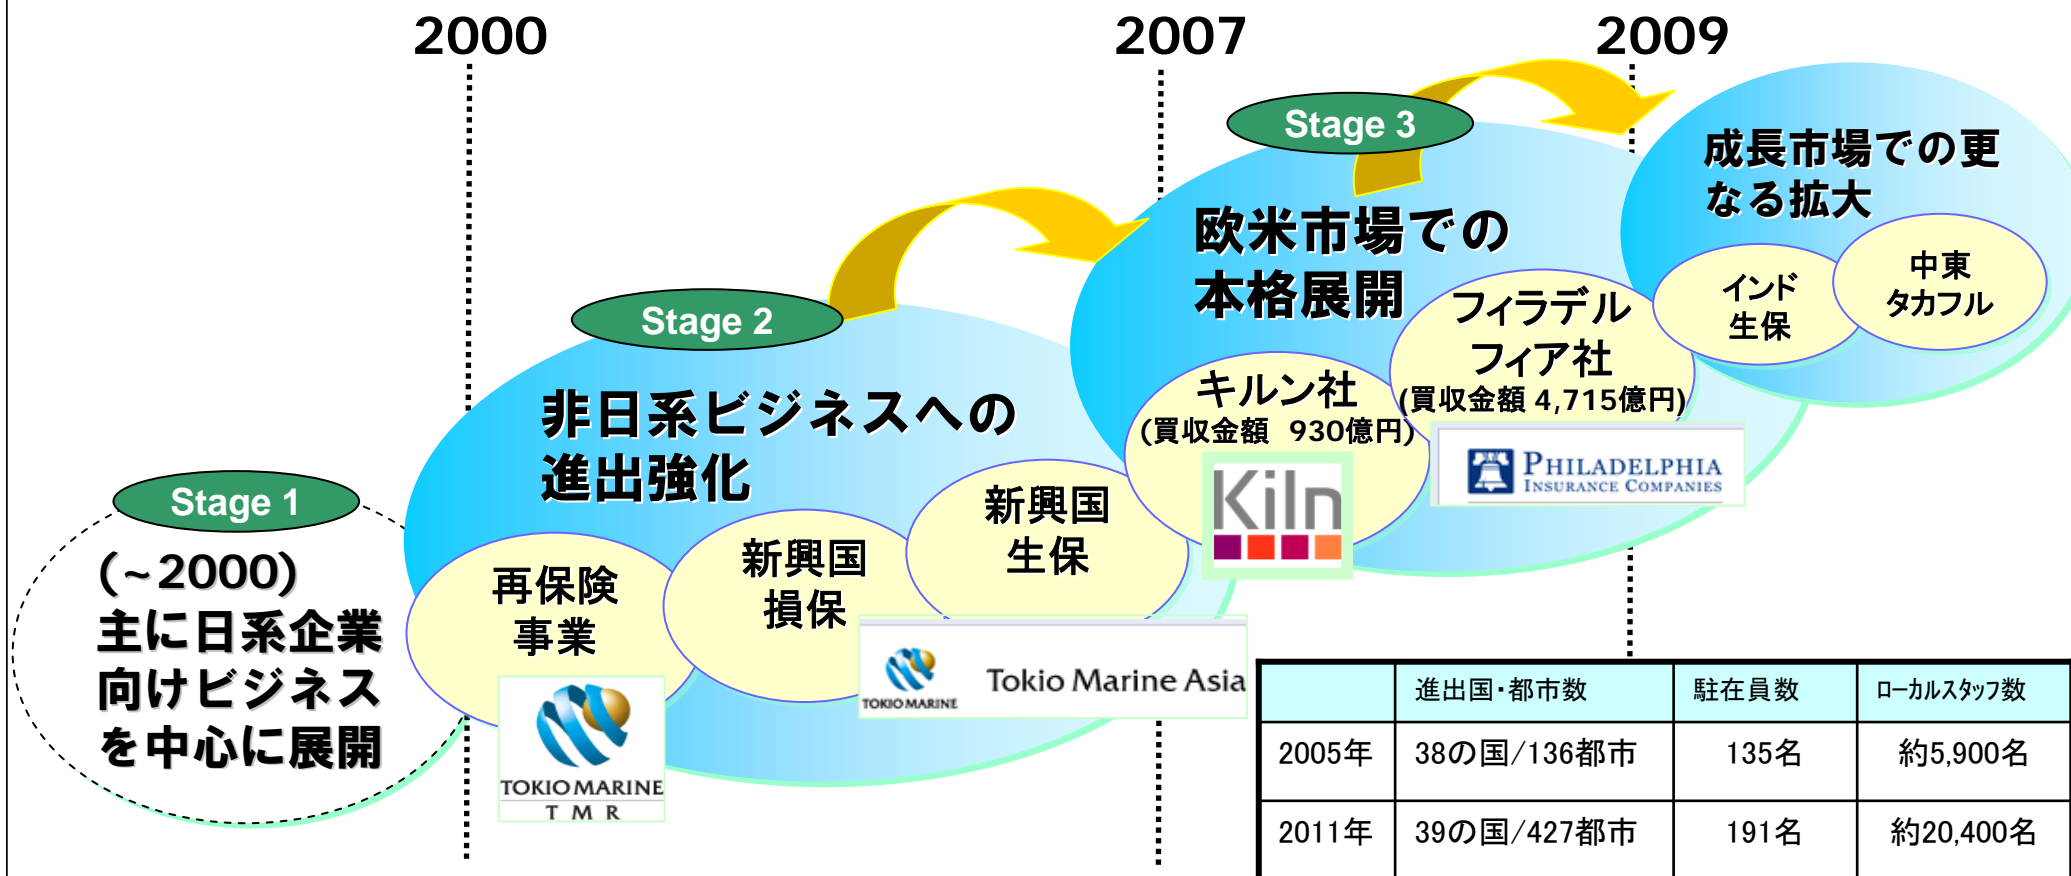 2000
2007
2009
Stage 1
(~2000)
主に日系企業
向けビジネス
を中心に展開
Stage 2
非日系ビジネスへの
進出強化
再保険
事業
TOKIO MARINE
T M R
新興国
損保
新興国
生保
TOKIO MARINE
Tokio Marine Asia
Stage 3
欧米市場での
本格展開
キルン社
(買収金額 930億円)
Kiln
フィラデル
フィア社
(買収金額 4,715億円)
PHILADELPHIA
INSURANCE COMPANIES
成長市場での更
なる拡大
インド
生保
中東
タカフル
進出国・都市数 駐在員数 ローカルスタッフ数
2005年 38の国/136都市 135名 約5,900名
2011年 39の国/427都市 191名 約20,400名